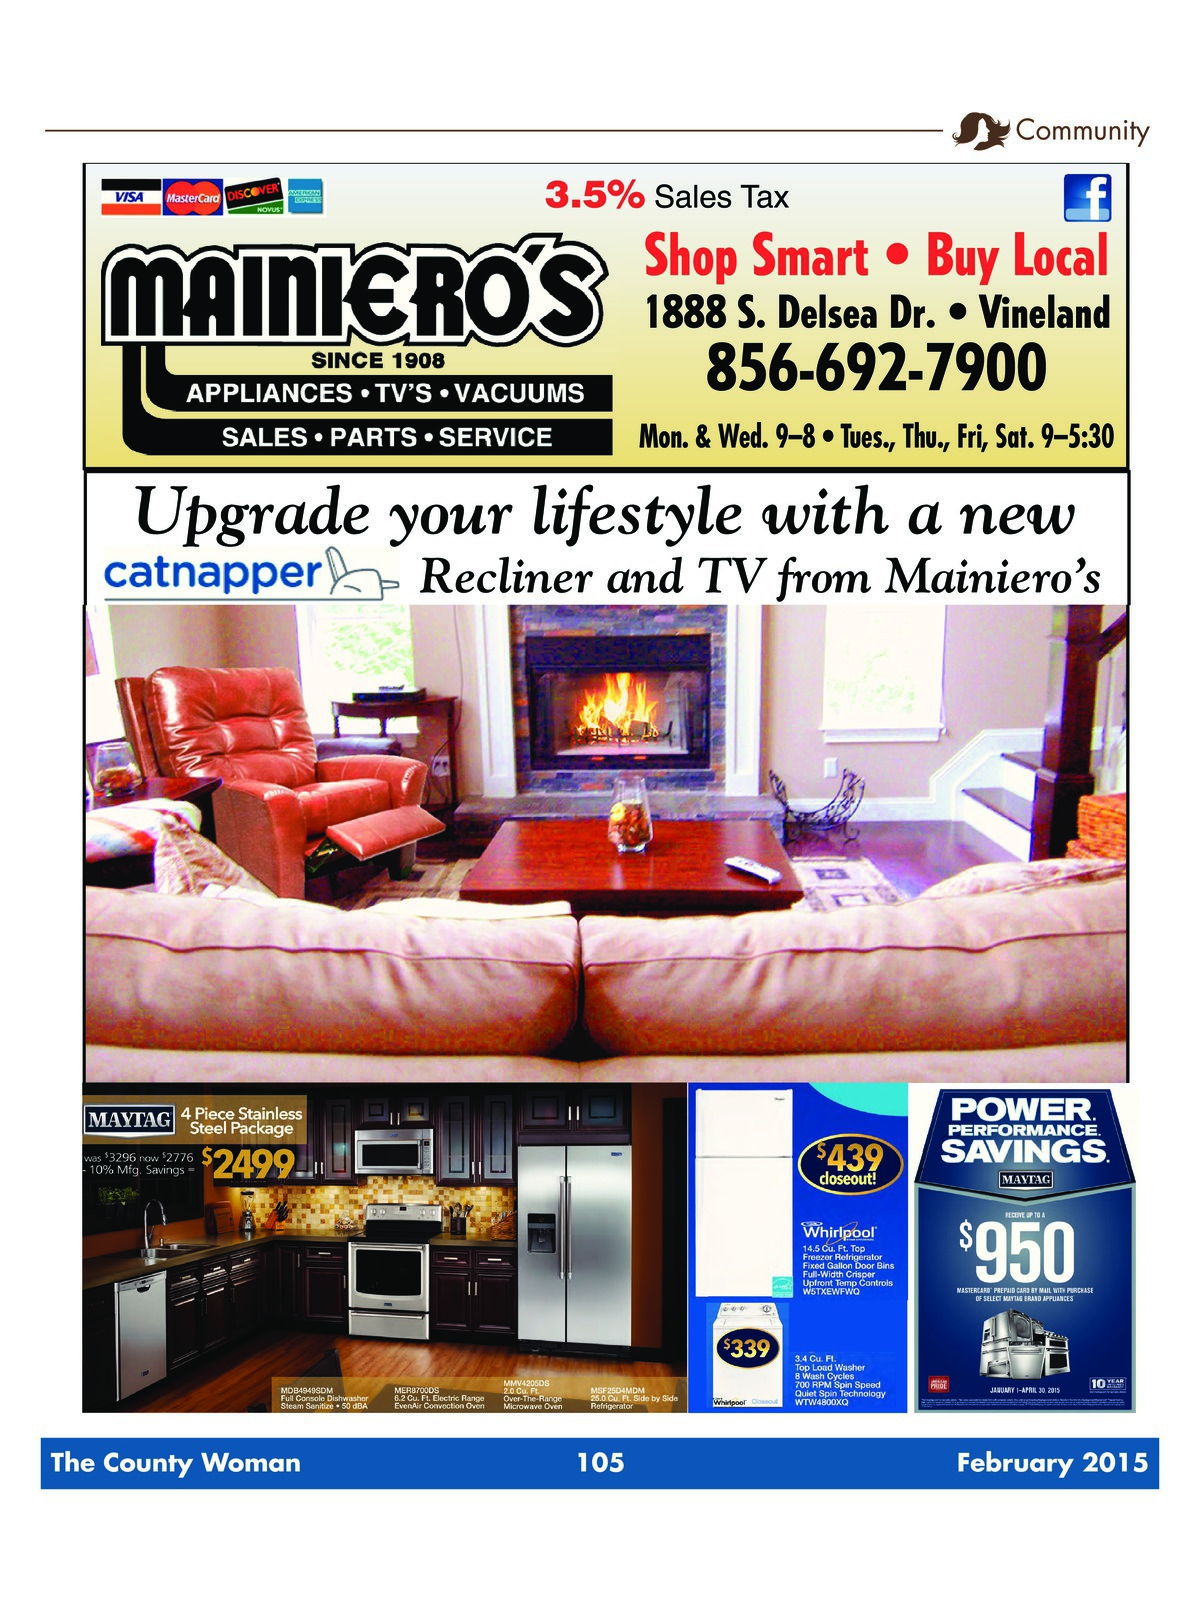 Community
VISA MasterCard DISCOVER NOVUS AMERICAN EXPRESS
3.5% Sales Tax
f
MAINIERO'S
SINCE 1908
APPLIANCES • TV'S • VACUUMS
SALES • PARTS • SERVICE
Shop Smart • Buy Local
1888 S. Delsea Dr. • Vineland
856-692-7900
Mon. & Wed. 9–8 • Tues., Thu., Fri, Sat. 9–5:30
Upgrade your lifestyle with a new
catnapper Recliner and TV from Mainiero's
MAYTAG
4 Piece Stainless
Steel Package
was $3296 now $2776
- 10% Mfg. Savings = $2499
MDB4949SDM
Full Console Dishwasher
Steam Sanitize • 50 dBA
MER8700DS
6.2 Cu. Ft. Electric Range
EvenAir Convection Oven
MMV4205DS
2.0 Cu. Ft.
Over-The-Range
Microwave Oven
MSF25D4MDM
25.0 Cu. Ft. Side by Side
Refrigerator
$439
closeout!
Whirlpool
14.5 Cu. Ft. Top
Freezer Refrigerator
Fixed Gallon Door Bins
Full-Width Crisper
Upfront Temp Controls
W5TXEWFWQ
$339
Whirlpool Closeout
3.4 Cu. Ft.
Top Load Washer
8 Wash Cycles
700 RPM Spin Speed
Quiet Spin Technology
WTW4800XQ
POWER.
PERFORMANCE.
SAVINGS.
MAYTAG
RECEIVE UP TO A
$950
MASTERCARD® PREPAID CARD BY MAIL WITH PURCHASE
OF SELECT MAYTAG BRAND APPLIANCES
JANUARY 1–APRIL 30, 2015
PRIDE
10 YEAR
The County Woman 105 February 2015